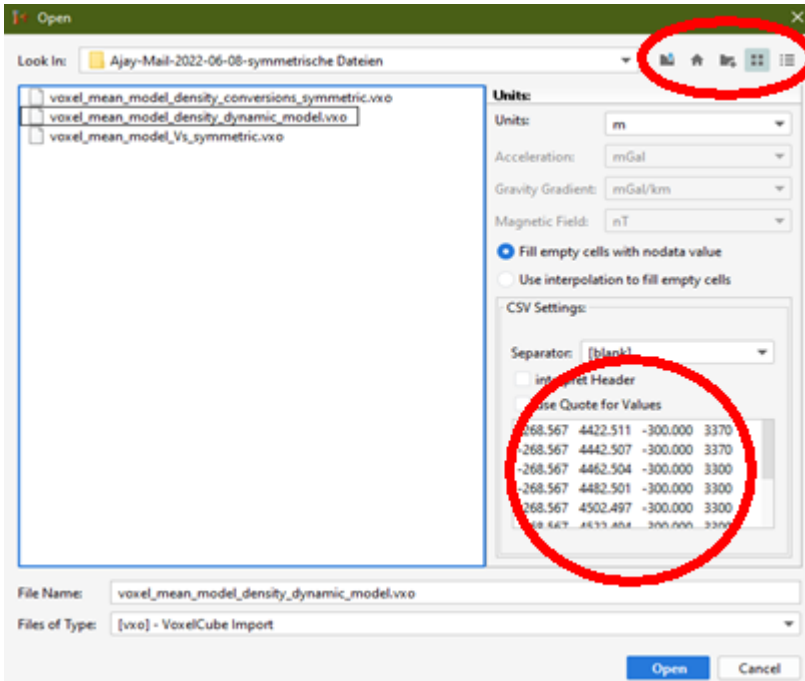 Open
Look In: Ajay-Mail-2022-06-08-symmetrische Dateien
voxel_mean_model_density_conversions_symmetric.vxo
voxel_mean_model_density_dynamic_model.vxo
voxel_mean_model_Vs_symmetric.vxo
Units:
Units: m
Acceleration: mGal
Gravity Gradient: mGal/km
Magnetic Field: nT
Fill empty cells with nodata value
Use interpolation to fill empty cells
CSV Settings:
Separator: [blank]
interpret Header
Use Quote for Values
-268.567 4422.511 -300.000 3370
-268.567 4442.507 -300.000 3370
-268.567 4462.504 -300.000 3300
-268.567 4482.501 -300.000 3300
-268.567 4502.497 -300.000 3300
File Name: voxel_mean_model_density_dynamic_model.vxo
Files of Type: [vxo] - VoxelCube Import
Open Cancel